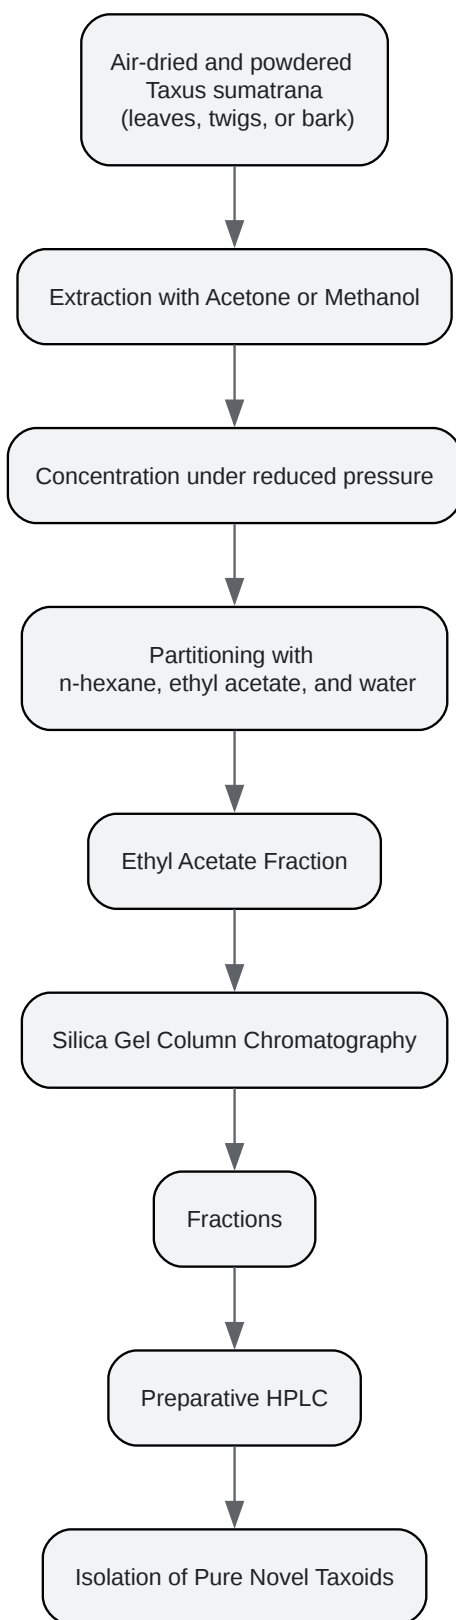 Air-dried and powdered
Taxus sumatrana
(leaves, twigs, or bark)
Extraction with Acetone or Methanol
Concentration under reduced pressure
Partitioning with
n-hexane, ethyl acetate, and water
Ethyl Acetate Fraction
Silica Gel Column Chromatography
Fractions
Preparative HPLC
Isolation of Pure Novel Taxoids